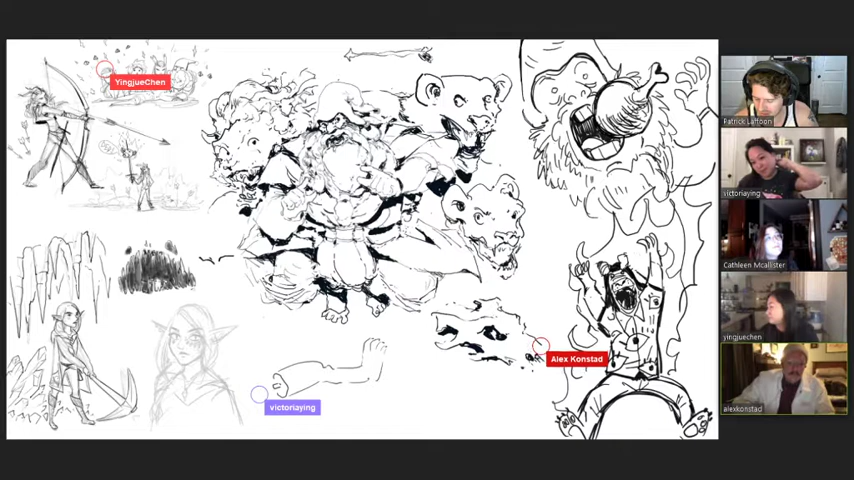 YingjueChen
Alex Konstad
victoriaying
Patrick Laffoon
victoriaying
Cathleen Mcallister
yingjuechen
alexkonstad